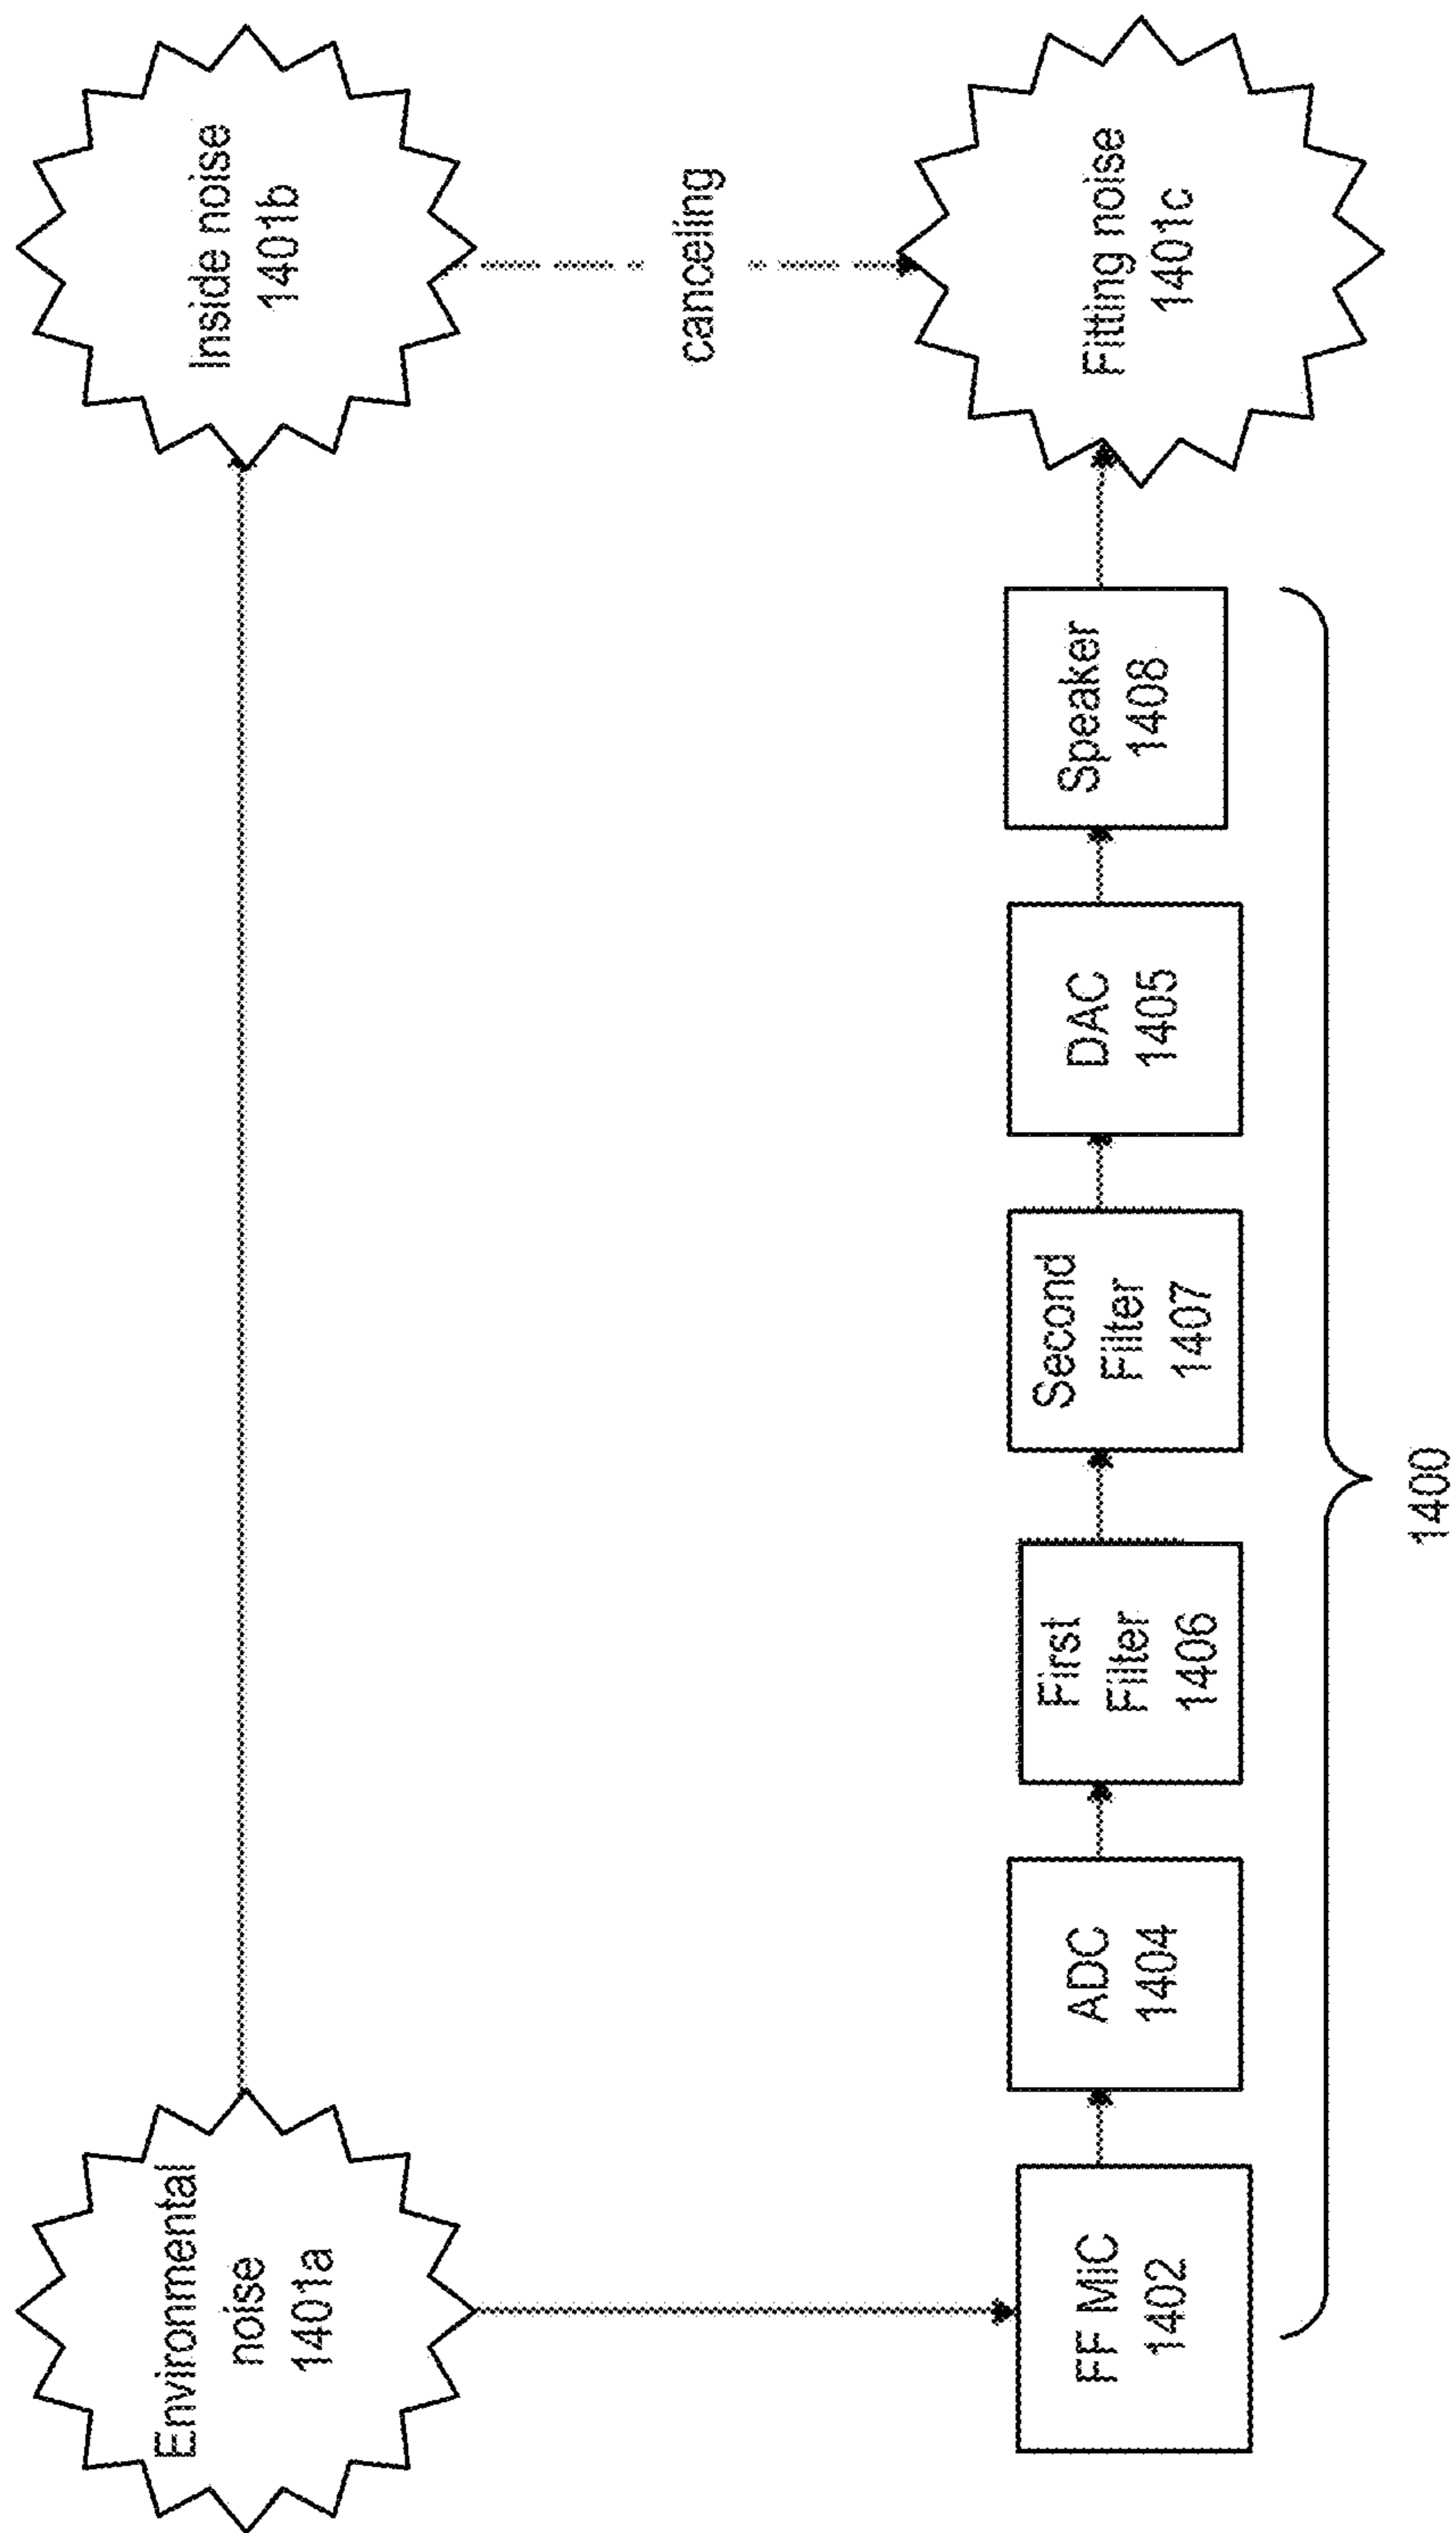 Environmental
noise
1401a
Inside noise
1401b
canceling
FF MIC
1402
ADC
1404
First
Filter
1406
Second
Filter
1407
DAC
1405
Speaker
1408
Fitting noise
1401c
1400